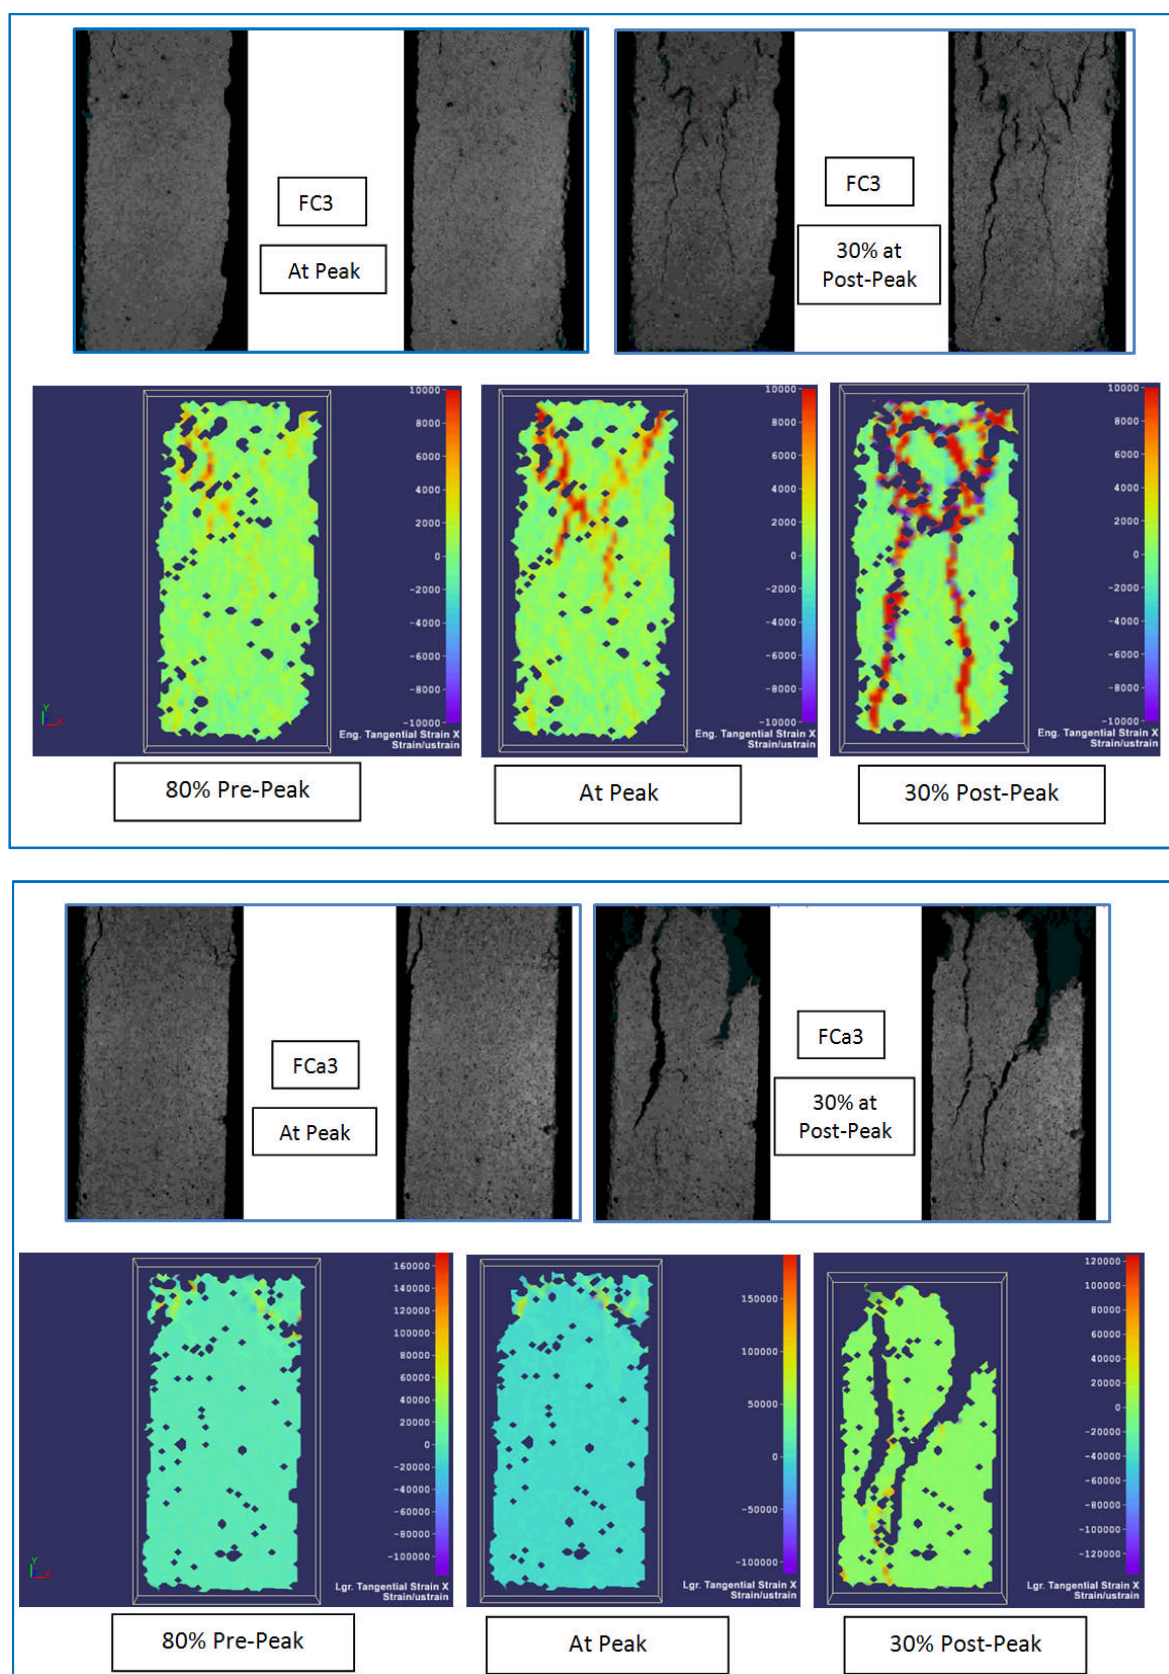 FC3
At Peak
FC3
30% at
Post-Peak
10000
8000
6000
4000
2000
0
-2000
-4000
-6000
-8000
-10000
Eng. Tangential Strain X
Strain/ustrain
Y
X
10000
8000
6000
4000
2000
0
-2000
-4000
-6000
-8000
-10000
Eng. Tangential Strain X
Strain/ustrain
10000
8000
6000
4000
2000
0
-2000
-4000
-6000
-8000
-10000
Eng. Tangential Strain X
Strain/ustrain
80% Pre-Peak
At Peak
30% Post-Peak
FCa3
At Peak
FCa3
30% at
Post-Peak
160000
140000
120000
100000
80000
60000
40000
20000
0
-20000
-40000
-60000
-80000
-100000
Lgr. Tangential Strain X
Strain/ustrain
Y
X
150000
100000
50000
0
-50000
-100000
Lgr. Tangential Strain X
Strain/ustrain
120000
100000
80000
60000
40000
20000
0
-20000
-40000
-60000
-80000
-100000
-120000
Lgr. Tangential Strain X
Strain/ustrain
80% Pre-Peak
At Peak
30% Post-Peak